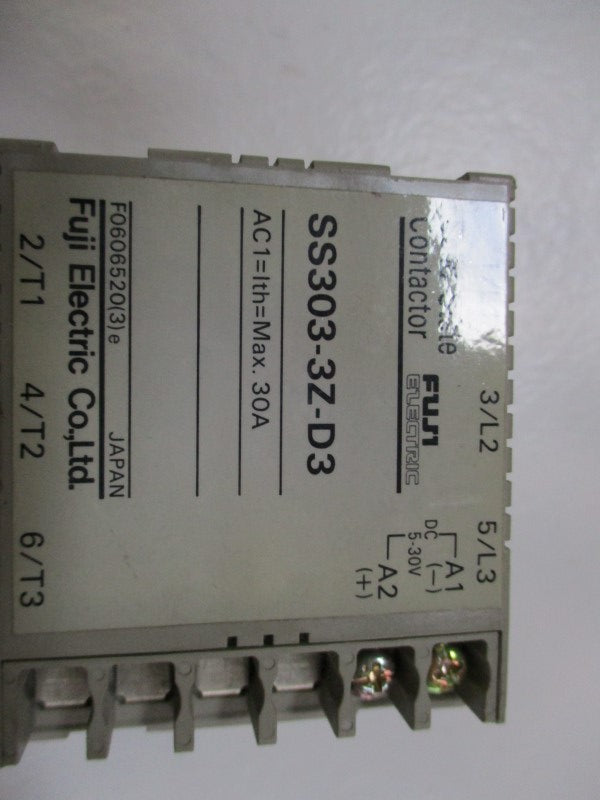 3/L2 5/L3
te
Contactor
FUJI
ELECTRIC
A1
(-)
DC
5-30V
A2
(+)
SS303-3Z-D3
AC1=Ith=Max. 30A
F0606520(3)e JAPAN
Fuji Electric Co.,Ltd.
2/T1 4/T2 6/T3